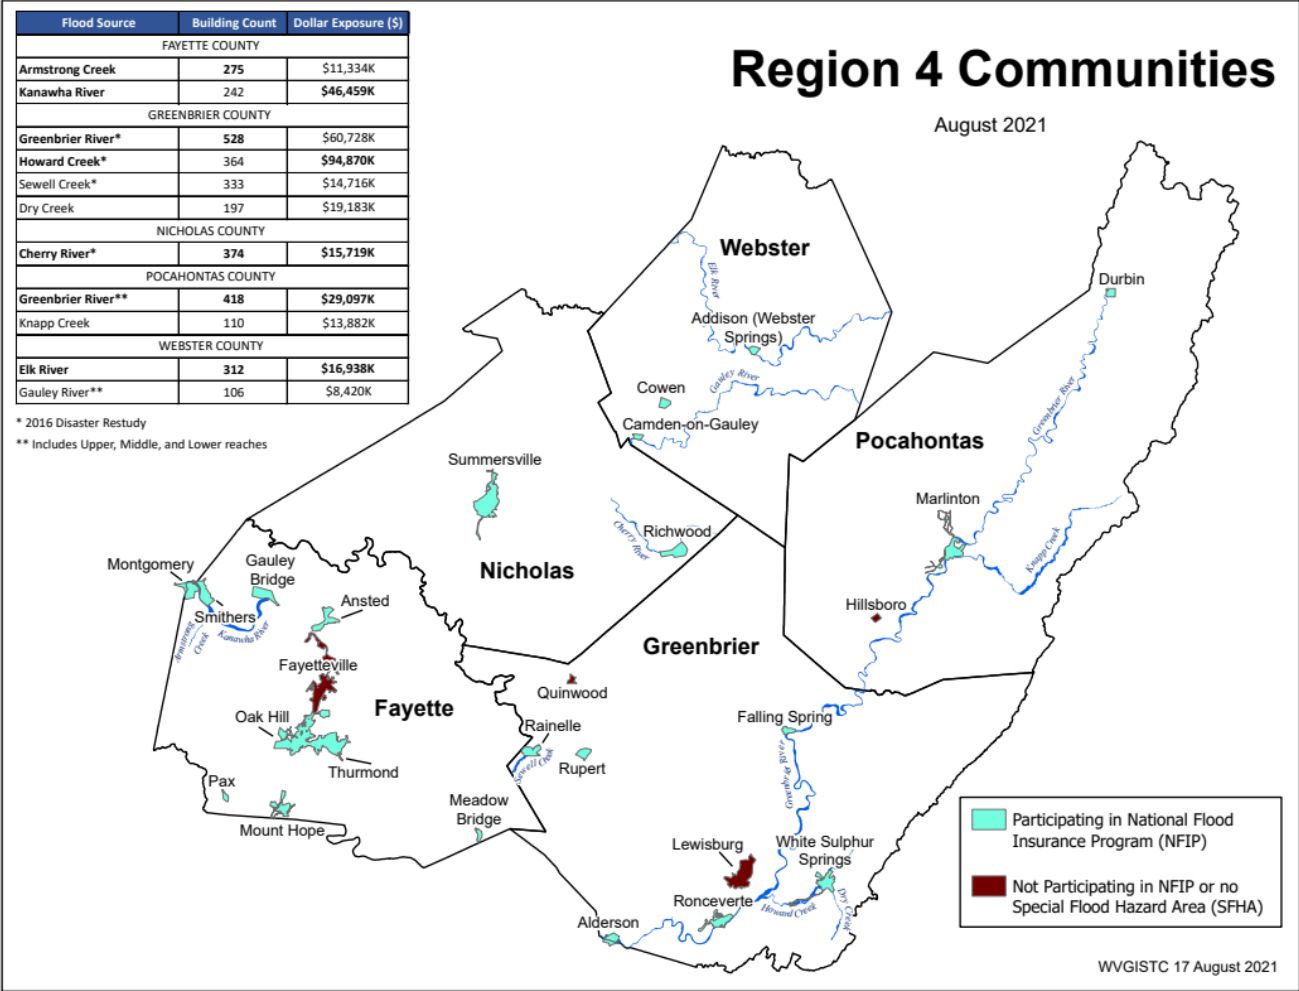 Flood Source Building Count Dollar Exposure ($)
FAYETTE COUNTY
Armstrong Creek 275 $11,334K
Kanawha River 242 $46,459K
GREENBRIER COUNTY
Greenbrier River* 528 $60,728K
Howard Creek* 364 $94,870K
Sewell Creek* 333 $14,716K
Dry Creek 197 $19,183K
NICHOLAS COUNTY
Cherry River* 374 $15,719K
POCAHONTAS COUNTY
Greenbrier River** 418 $29,097K
Knapp Creek 110 $13,882K
WEBSTER COUNTY
Elk River 312 $16,938K
Gauley River** 106 $8,420K
* 2016 Disaster Restudy
** Includes Upper, Middle, and Lower reaches
Region 4 Communities
August 2021
Webster
Elk River
Durbin
Addison (Webster
Springs)
Gauley River
Cowen
Camden-on-Gauley
Greenbrier River
Pocahontas
Summersville
Marlinton
Cherry River
Richwood
Knapp Creek
Nicholas
Montgomery
Gauley
Bridge
Ansted
Smithers
Armstrong
Creek
Kanawha River
Hillsboro
Greenbrier
Fayetteville
Quinwood
Fayette
Oak Hill
Rainelle
Falling Spring
Sewell Creek
Rupert
Thurmond
Greenbrier River
Pax
Meadow
Bridge
Mount Hope
Lewisburg
White Sulphur
Springs
Ronceverte
Howard Creek
Dry Creek
Alderson
Participating in National Flood
Insurance Program (NFIP)
Not Participating in NFIP or no
Special Flood Hazard Area (SFHA)
WVGISTC 17 August 2021